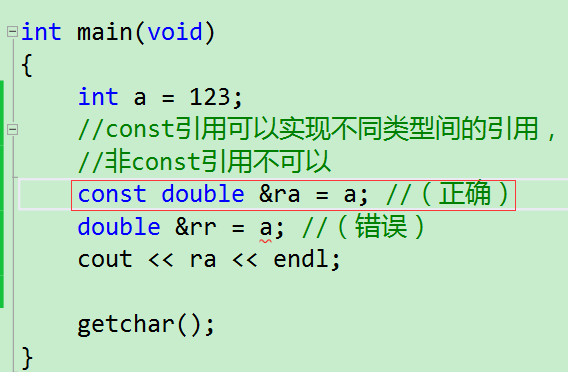 int main(void)
{
    int a = 123;
    //const引用可以实现不同类型间的引用，
    //非const引用不可以
    const double &ra = a; //（正确）
    double &rr = a; //（错误）
    cout << ra << endl;

    getchar();
}